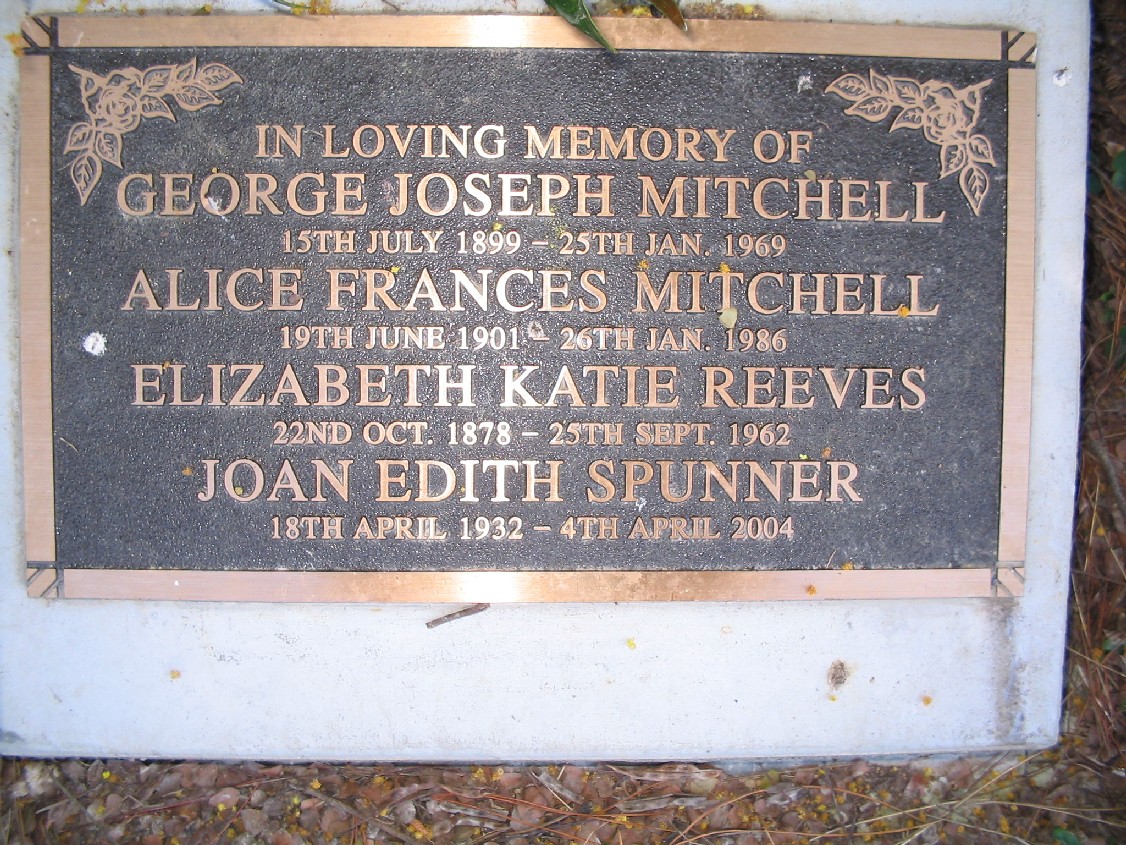 IN LOVING MEMORY OF
GEORGE JOSEPH MITCHELL
15TH JULY 1899 – 25TH JAN. 1969
ALICE FRANCES MITCHELL
19TH JUNE 1901 – 26TH JAN. 1986
ELIZABETH KATIE REEVES
22ND OCT. 1878 – 25TH SEPT. 1962
JOAN EDITH SPUNNER
18TH APRIL 1932 – 4TH APRIL 2004